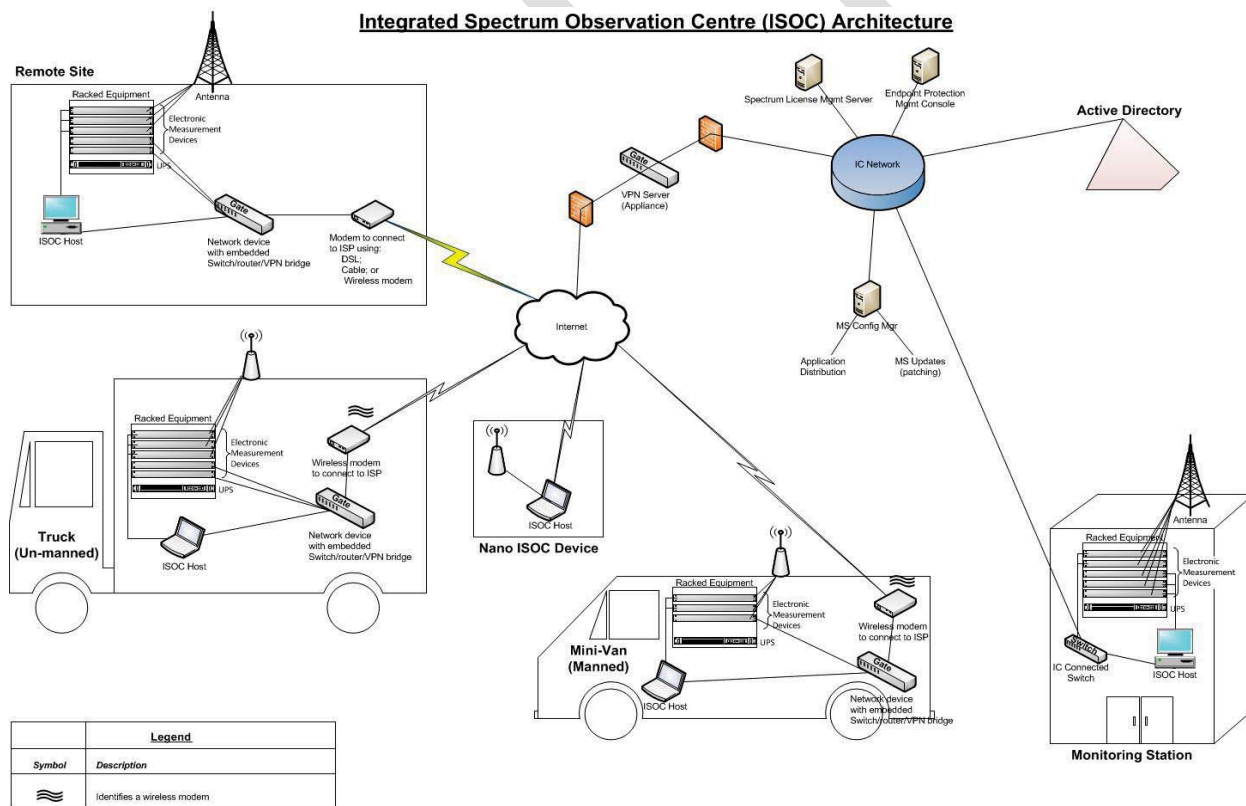 Integrated Spectrum Observation Centre (ISOC) Architecture
Remote Site
Racked Equipment
Antenna
Electronic
Measurement
Devices
UPS
ISOC Host
Gate
Network device
with embedded
Switch/router/VPN bridge
Modem to connect
to ISP using:
DSL;
Cable; or
Wireless modem
Spectrum License Mgmt Server
Endpoint Protection
Mgmt Console
Active Directory
IC Network
Gate
VPN Server
(Appliance)
MS Config Mgr
Application
Distribution
MS Updates
(patching)
Internet
Racked Equipment
Electronic
Measurement
Devices
UPS
Wireless modem
to connect to ISP
Gate
Network device
with embedded
Switch/router/VPN bridge
ISOC Host
Truck
(Un-manned)
ISOC Host
Nano ISOC Device
Racked Equipment
Electronic
Measurement
Devices
UPS
Wireless modem
to connect to ISP
Mini-Van
(Manned)
ISOC Host
Gate
Network device
with embedded
Switch/router/VPN bridge
Antenna
Racked Equipment
Electronic
Measurement
Devices
UPS
Switch
IC Connected
Switch
ISOC Host
Monitoring Station
Legend
Symbol Description
Identifies a wireless modem